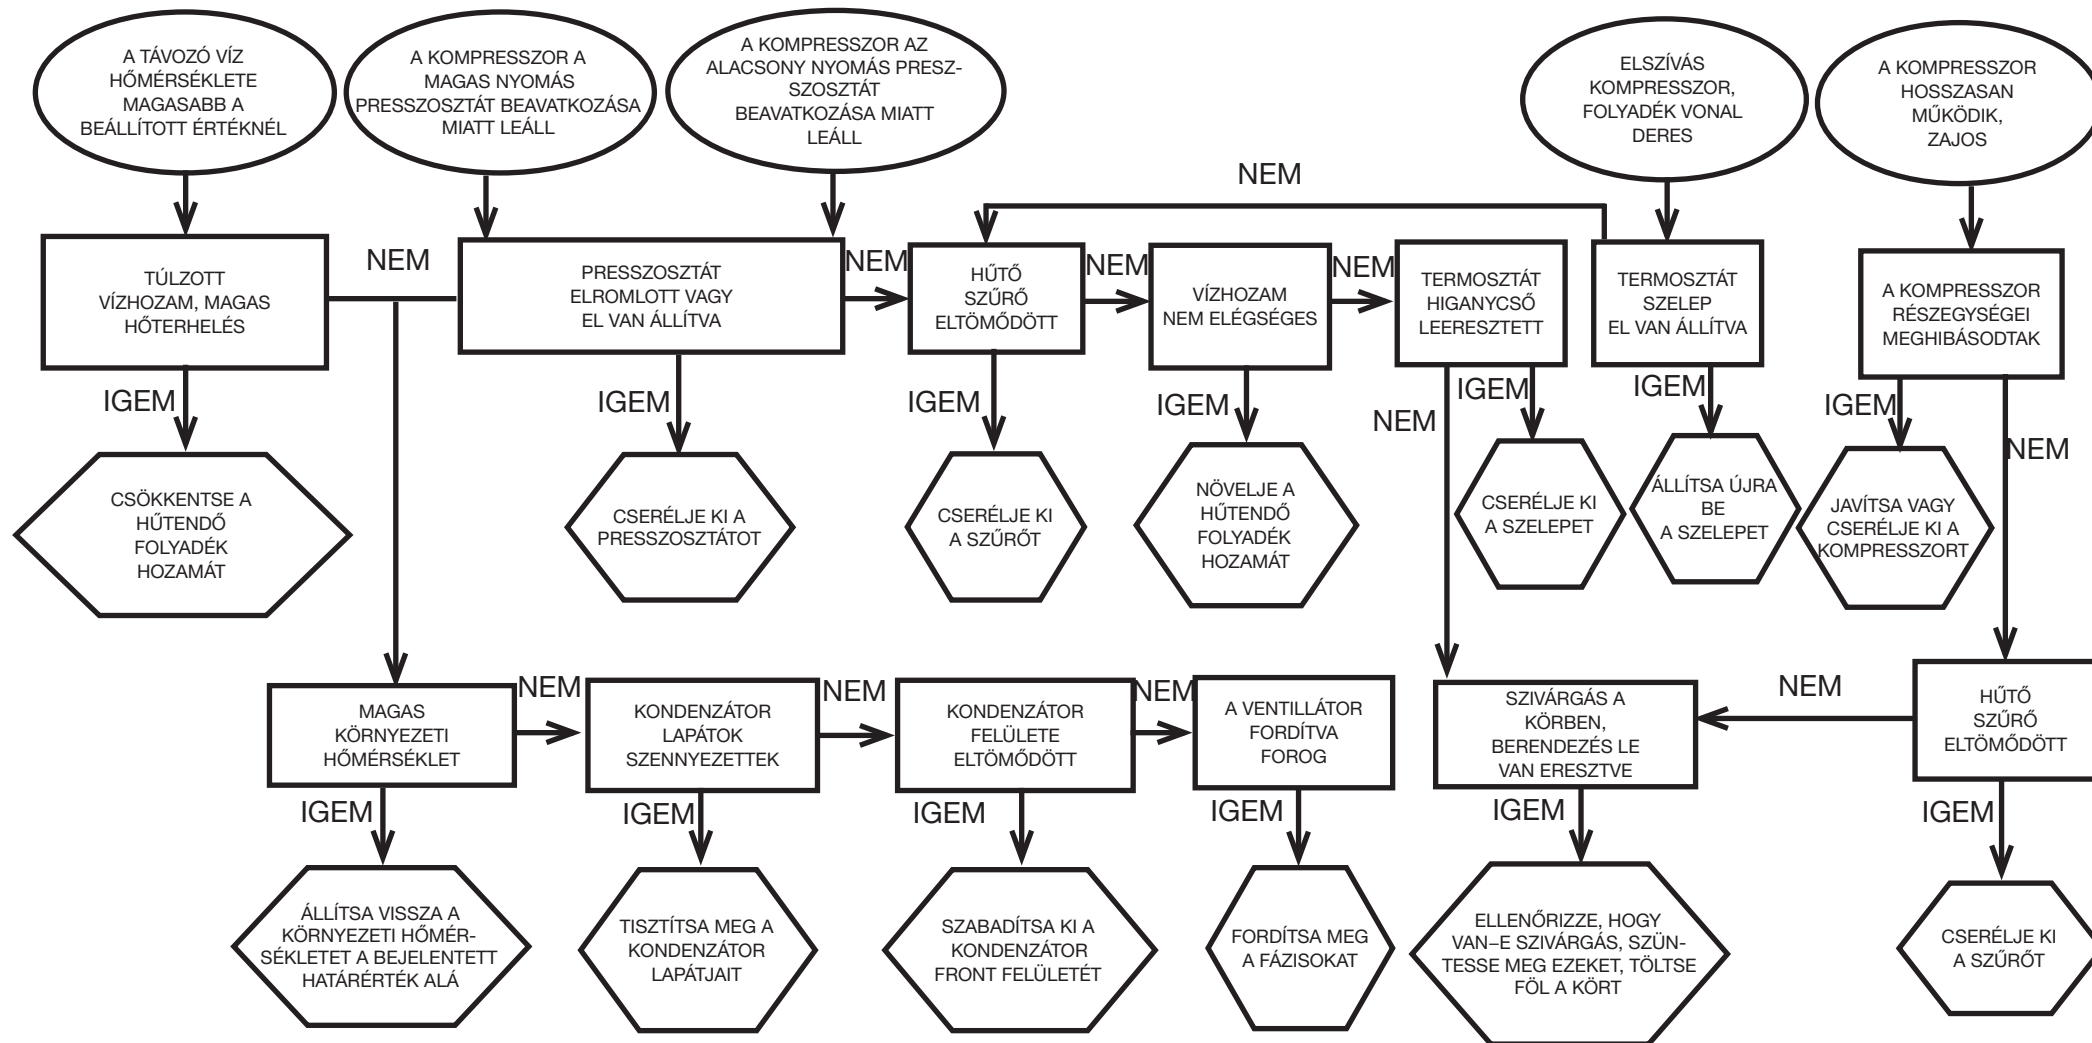 A TÁVOZÓ VÍZ
HŐMÉRSÉKLETE
MAGASABB A
BEÁLLÍTOTT ÉRTÉKNÉL
A KOMPRESSZOR A
MAGAS NYOMÁS
PRESSZOSZTÁT BEAVATKOZÁSA
MIATT LEÁLL
A KOMPRESSZOR AZ
ALACSONY NYOMÁS PRESZ-
SZOSZTÁT
BEAVATKOZÁSA MIATT
LEÁLL
ELSZÍVÁS
KOMPRESSZOR,
FOLYADÉK VONAL
DERES
A KOMPRESSZOR
HOSSZASAN
MŰKÖDIK,
ZAJOS
NEM
TÚLZOTT
VÍZHOZAM, MAGAS
HŐTERHELÉS
NEM
PRESSZOSZTÁT
ELROMLOTT VAGY
EL VAN ÁLLÍTVA
NEM
HŰTŐ
SZŰRŐ
ELTÖMŐDÖTT
NEM
VÍZHOZAM
NEM ELÉGSÉGES
NEM
TERMOSZTÁT
HIGANYCSŐ
LEERESZTETT
TERMOSZTÁT
SZELEP
EL VAN ÁLLÍTVA
A KOMPRESSZOR
RÉSZEGYSÉGEI
MEGHIBÁSODTAK
IGEM
IGEM
IGEM
IGEM
NEM
IGEM
IGEM
IGEM
NEM
CSÖKKENTSE A
HŰTENDŐ
FOLYADÉK
HOZAMÁT
CSERÉLJE KI A
PRESSZOSZTÁTOT
CSERÉLJE KI
A SZŰRŐT
NÖVELJE A
HŰTENDŐ
FOLYADÉK
HOZAMÁT
CSERÉLJE KI
A SZELEPET
ÁLLÍTSA ÚJRA
BE
A SZELEPET
JAVÍTSA VAGY
CSERÉLJE KI A
KOMPRESSZORT
MAGAS
KÖRNYEZETI
HŐMÉRSÉKLET
NEM
KONDENZÁTOR
LAPÁTOK
SZENNYEZETTEK
NEM
KONDENZÁTOR
FELÜLETE
ELTÖMŐDÖTT
NEM
A VENTILLÁTOR
FORDÍTVA
FOROG
SZIVÁRGÁS A
KÖRBEN,
BERENDEZÉS LE
VAN ERESZTVE
NEM
HŰTŐ
SZŰRŐ
ELTÖMŐDÖTT
IGEM
IGEM
IGEM
IGEM
IGEM
IGEM
ÁLLÍTSA VISSZA A
KÖRNYEZETI HŐMÉR-
SÉKLETET A BEJELENTETT
HATÁRÉRTÉK ALÁ
TISZTÍTSA MEG A
KONDENZÁTOR
LAPÁTJAIT
SZABADÍTSA KI A
KONDENZÁTOR
FRONT FELÜLETÉT
FORDÍTSA MEG
A FÁZISOKAT
ELLENŐRIZZE, HOGY
VAN–E SZIVÁRGÁS, SZÜN-
TESSE MEG EZEKET, TÖLTSE
FÖL A KÖRT
CSERÉLJE KI
A SZŰRŐT